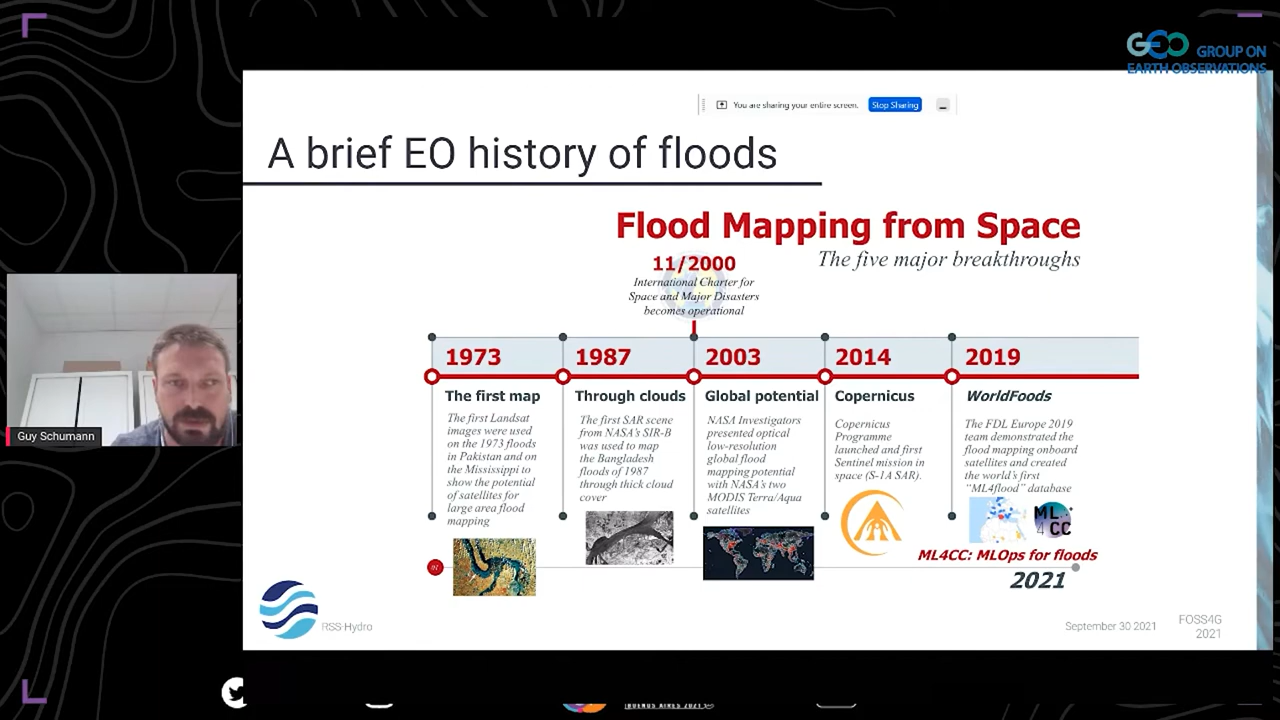 GEO GROUP ON
EARTH OBSERVATIONS
You are sharing your entire screen. Stop Sharing
A brief EO history of floods
Flood Mapping from Space
The five major breakthroughs
11/2000
International Charter for
Space and Major Disasters
becomes operational
1973
The first map
The first Landsat
images were used
on the 1973 floods
in Pakistan and on
the Mississippi to
show the potential
of satellites for
large area flood
mapping
1987
Through clouds
The first SAR scene
from NASA's SIR-B
was used to map
the Bangladesh
floods of 1987
through thick cloud
cover
2003
Global potential
NASA Investigators
presented optical
low-resolution
global flood
mapping potential
with NASA's two
MODIS Terra/Aqua
satellites
2014
Copernicus
Copernicus
Programme
launched and first
Sentinel mission in
space (S-1A SAR).
2019
WorldFoods
The FDL Europe 2019
team demonstrated the
flood mapping onboard
satellites and created
the world's first
"ML4flood" database
ML
4 CC
ML4CC: MLOps for floods
2021
Guy Schumann
RSS-Hydro
September 30 2021
FOSS4G
2021
BUENOS AIRES 2021